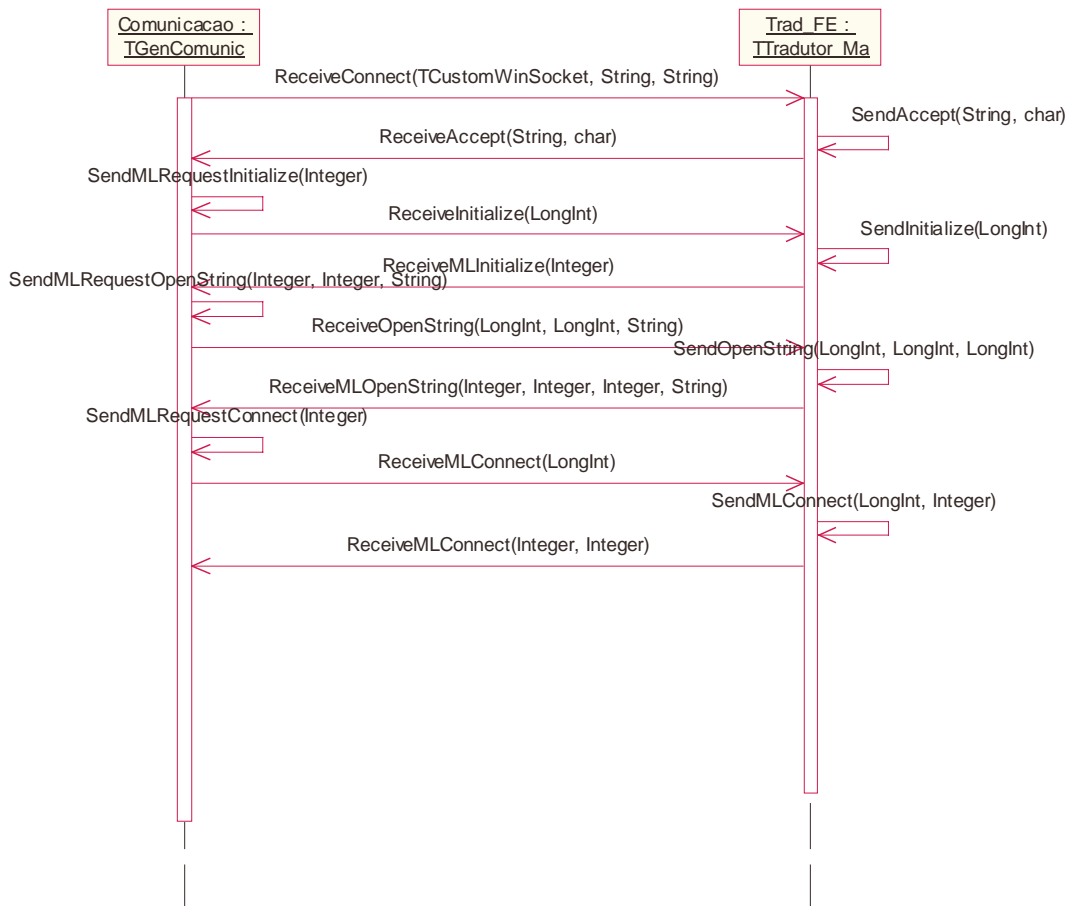 Comunicacao :
TGenComunic
Trad_FE :
TTradutor_Ma
ReceiveConnect(TCustomWinSocket, String, String)
SendAccept(String, char)
ReceiveAccept(String, char)
SendMLRequestInitialize(Integer)
ReceiveInitialize(LongInt)
SendInitialize(LongInt)
ReceiveMLInitialize(Integer)
SendMLRequestOpenString(Integer, Integer, String)
ReceiveOpenString(LongInt, LongInt, String)
SendOpenString(LongInt, LongInt, LongInt)
ReceiveMLOpenString(Integer, Integer, Integer, String)
SendMLRequestConnect(Integer)
ReceiveMLConnect(LongInt)
SendMLConnect(LongInt, Integer)
ReceiveMLConnect(Integer, Integer)